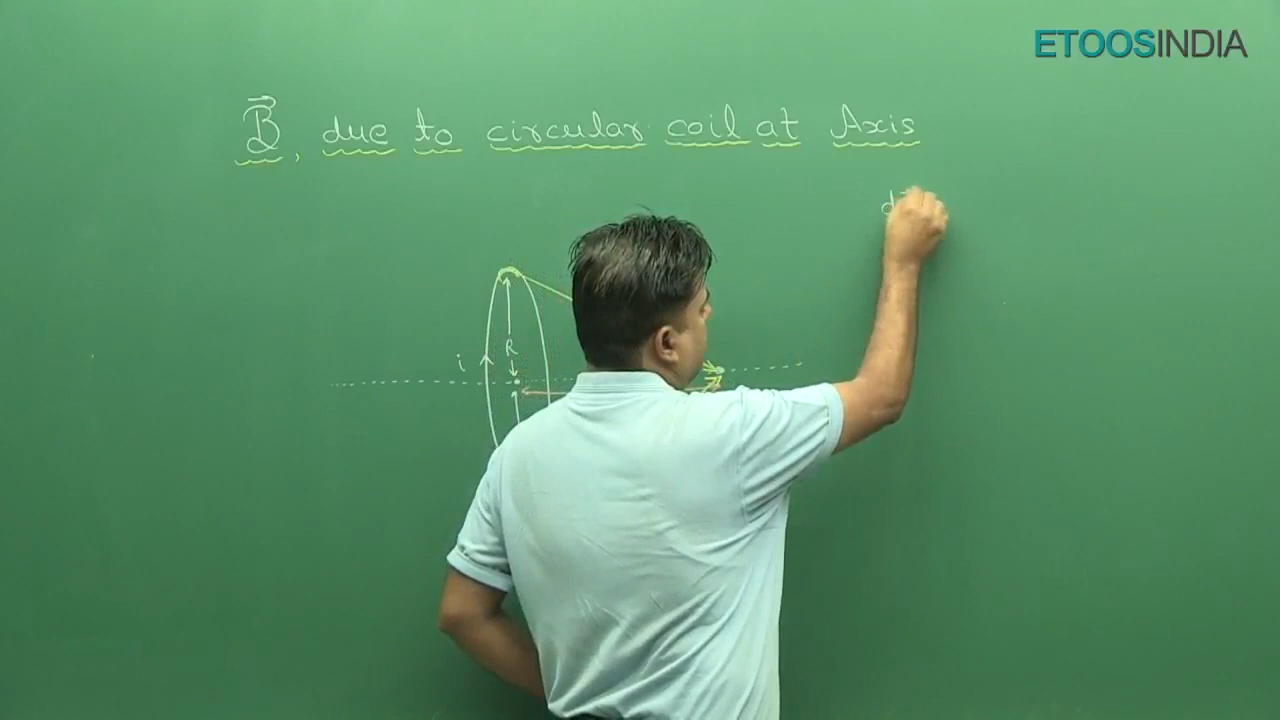 ETOOSINDIA
B⃗, due to circular coil at Axis
d
R
i